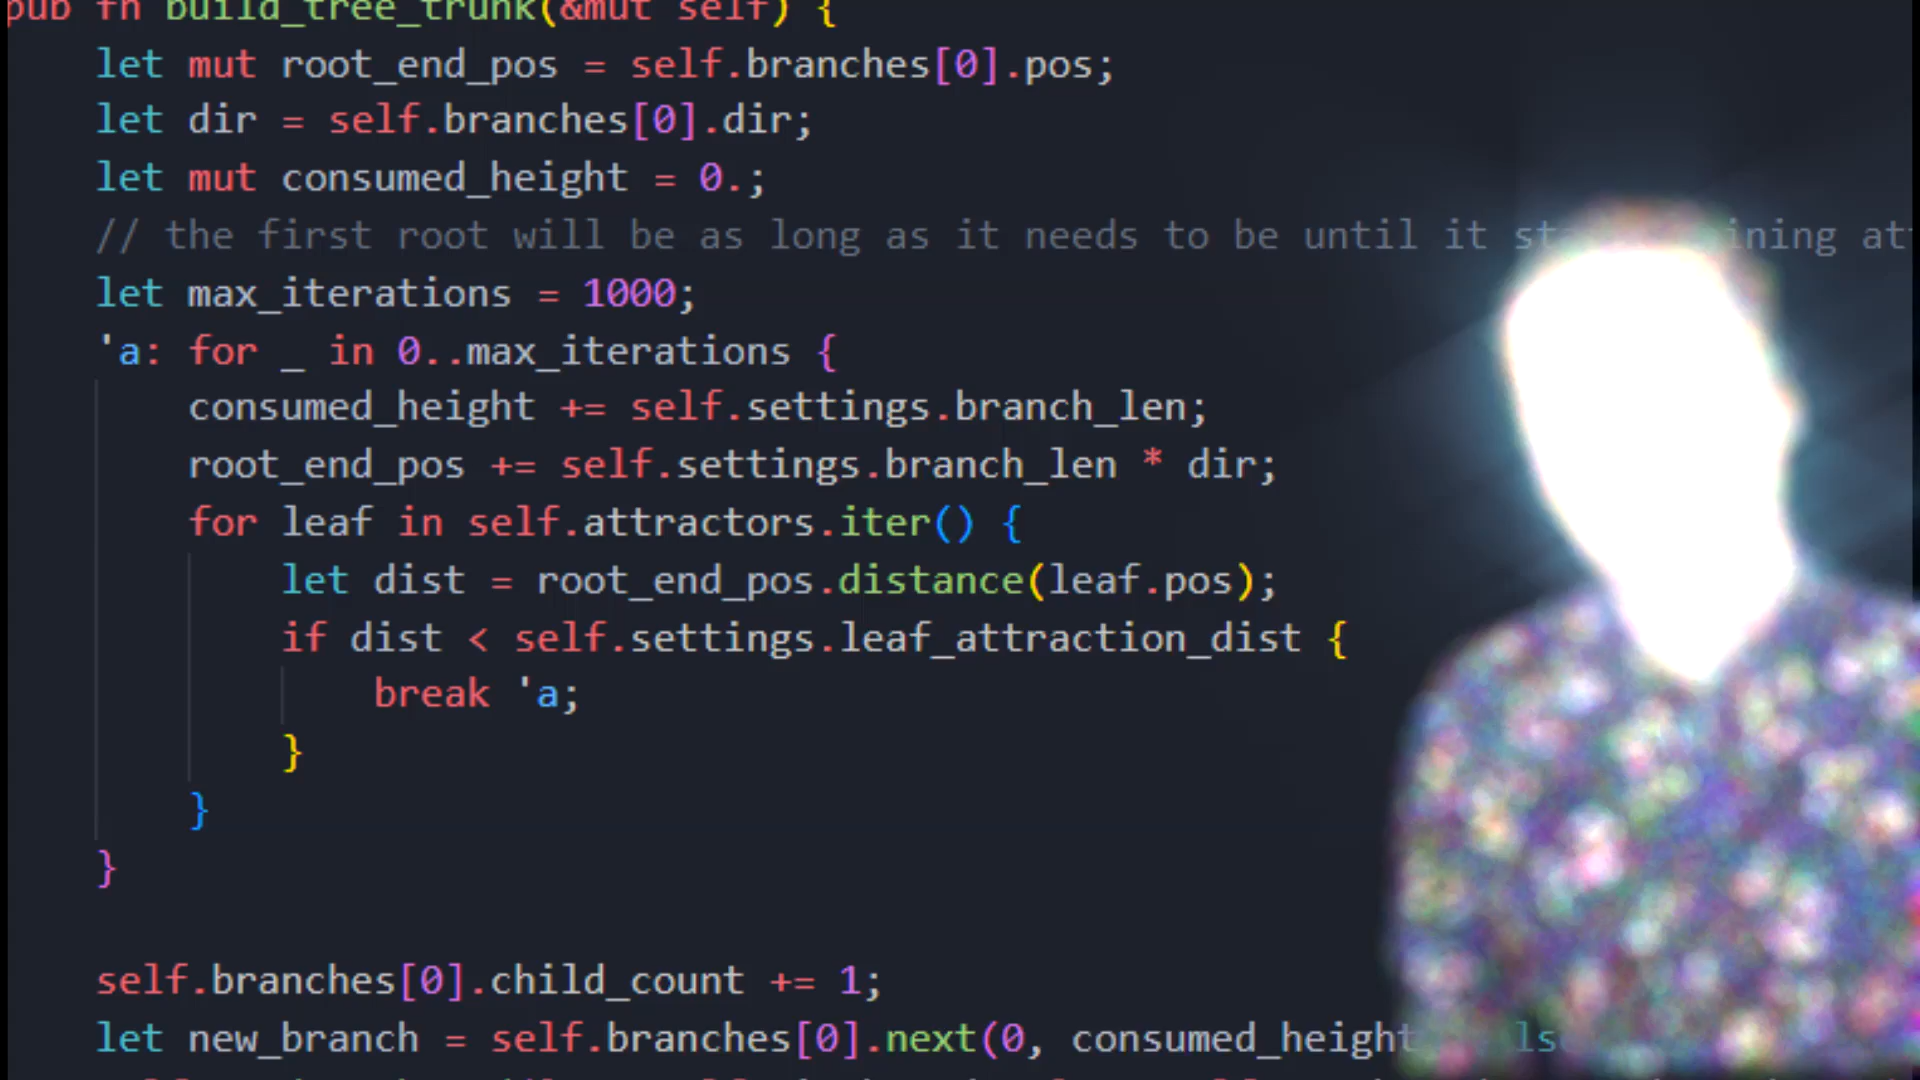 pub fn build_tree_trunk(&mut self) {
let mut root_end_pos = self.branches[0].pos;
let dir = self.branches[0].dir;
let mut consumed_height = 0.;
// the first root will be as long as it needs to be until it
let max_iterations = 1000;
'a: for _ in 0..max_iterations {
consumed_height += self.settings.branch_len;
root_end_pos += self.settings.branch_len * dir;
for leaf in self.attractors.iter() {
let dist = root_end_pos.distance(leaf.pos);
if dist < self.settings.leaf_attraction_dist {
break 'a;
}
}
}
self.branches[0].child_count += 1;
let new_branch = self.branches[0].next(0, consumed_height